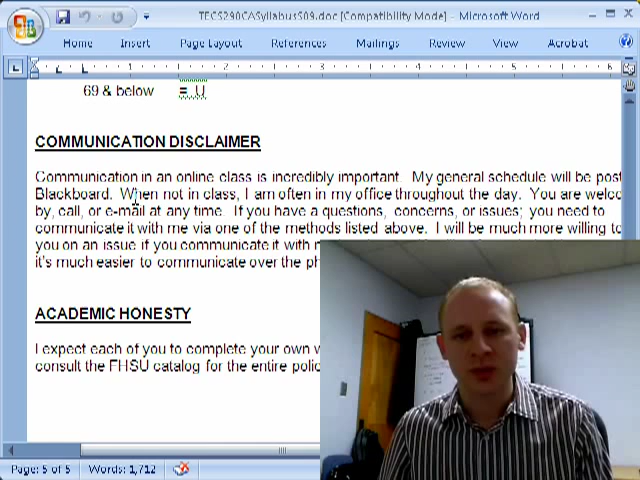 TECS290CASyllabusS09.doc [Compatibility Mode] - Microsoft Word
Home Insert Page Layout References Mailings Review View Acrobat
1 2 3 4 5 6
69 & below = U
COMMUNICATION DISCLAIMER
Communication in an online class is incredibly important. My general schedule will be post
Blackboard. When not in class, I am often in my office throughout the day. You are welco
by, call, or e-mail at any time. If you have a questions, concerns, or issues; you need to
communicate it with me via one of the methods listed above. I will be much more willing to
you on an issue if you communicate it with
it's much easier to communicate over the ph
ACADEMIC HONESTY
I expect each of you to complete your own
consult the FHSU catalog for the entire polic
Page: 5 of 5 Words: 1,712